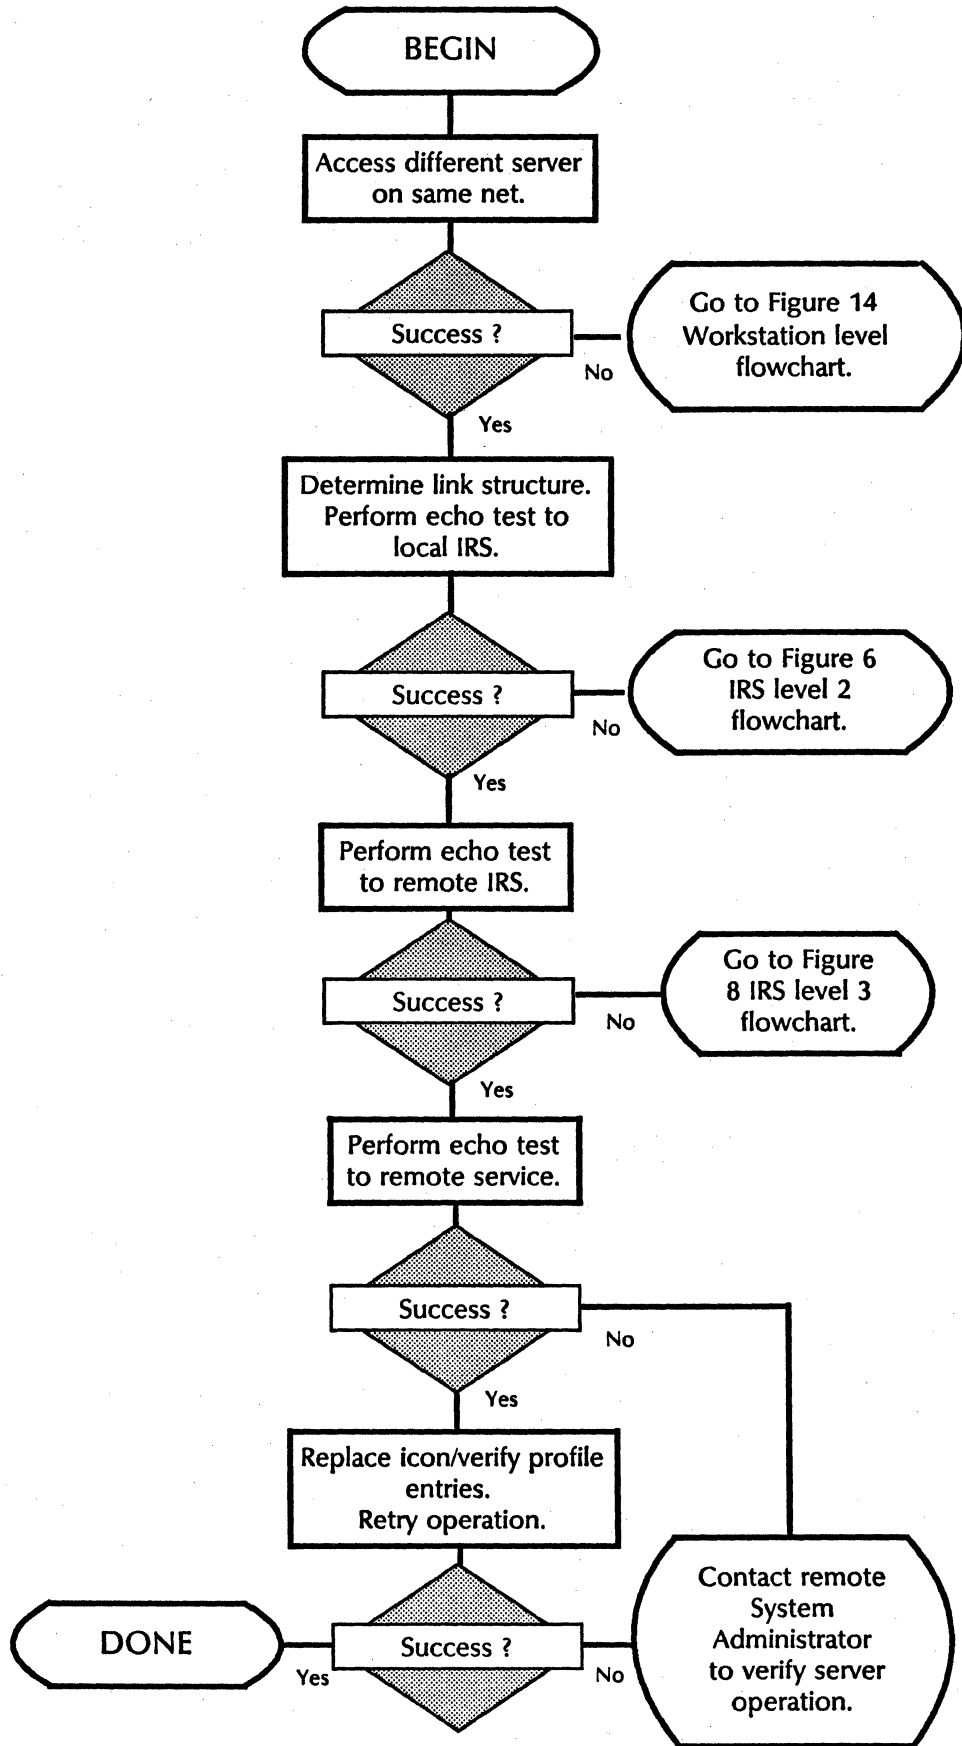 BEGIN
Access different server
on same net.
Success ?
No
Go to Figure 14
Workstation level
flowchart.
Yes
Determine link structure.
Perform echo test to
local IRS.
Success ?
No
Go to Figure 6
IRS level 2
flowchart.
Yes
Perform echo test
to remote IRS.
Success ?
No
Go to Figure
8 IRS level 3
flowchart.
Yes
Perform echo test
to remote service.
Success ?
No
Yes
Replace icon/verify profile
entries.
Retry operation.
Success ?
Yes
DONE
No
Contact remote
System
Administrator
to verify server
operation.